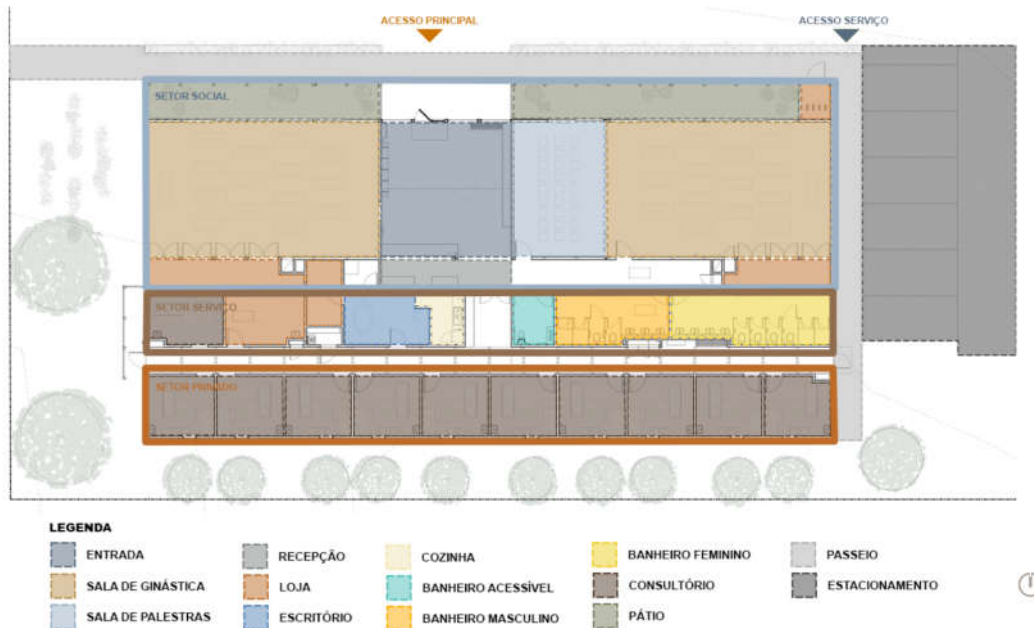 ACESSO PRINCIPAL
ACESSO SERVIÇO
SETOR SOCIAL
SETOR SERVIÇO
SETOR PRIVADO
LEGENDA
ENTRADA
RECEPÇÃO
COZINHA
BANHEIRO FEMININO
PASSEIO
SALA DE GINÁSTICA
LOJA
BANHEIRO ACESSÍVEL
CONSULTÓRIO
ESTACIONAMENTO
SALA DE PALESTRAS
ESCRITÓRIO
BANHEIRO MASCULINO
PÁTIO